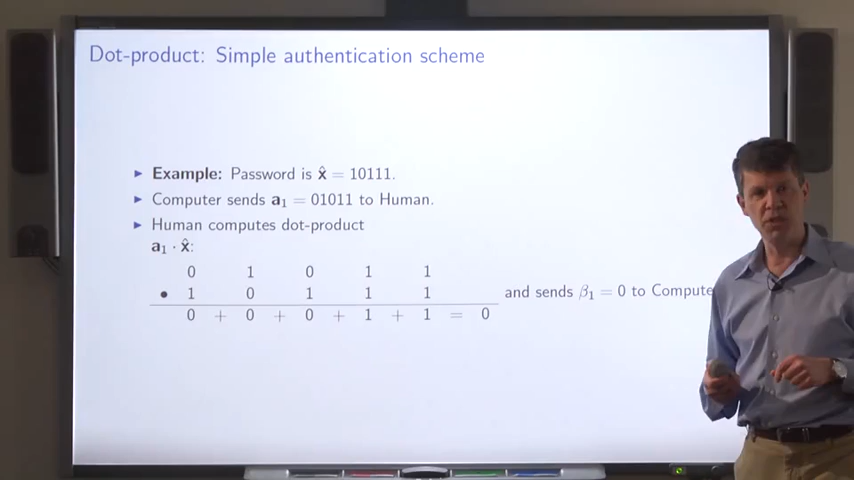 Dot-product: Simple authentication scheme
▶ Example: Password is x̂ = 10111.
▶ Computer sends a₁ = 01011 to Human.
▶ Human computes dot-product
a₁ · x̂:
0 1 0 1 1
• 1 0 1 1 1
0 + 0 + 0 + 1 + 1 = 0
and sends β₁ = 0 to Compute